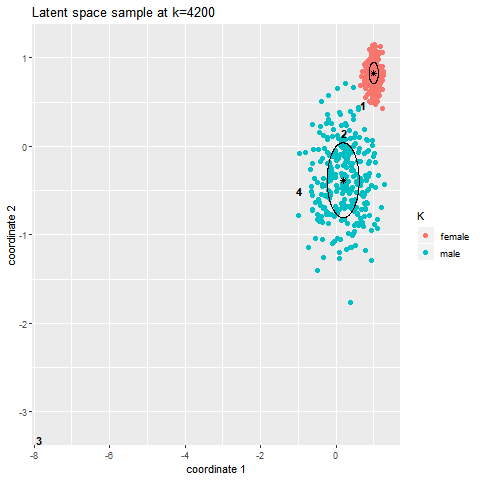 Latent space sample at k=4200
1
0
-1
-2
-3
coordinate 2
1
2
4
3
-8
-6
-4
-2
0
coordinate 1
K
female
male